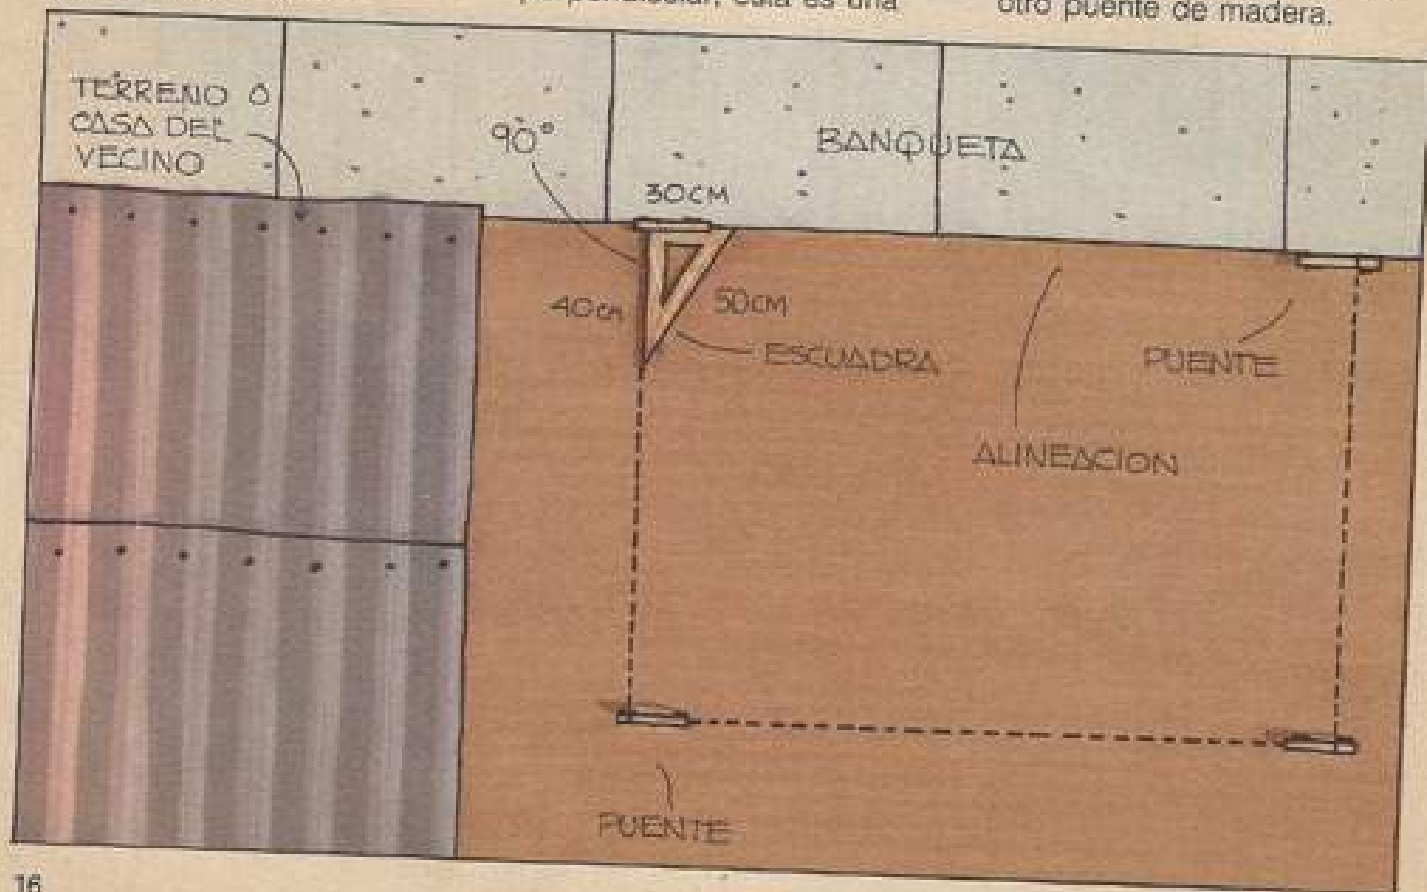 otro puente de madera.
TERRENO O
CASA DEL
VECINO
90°
BANQUETA
30CM
40cm
50CM
ESCUADRA
PUENTE
ALINEACION
PUENTE
16